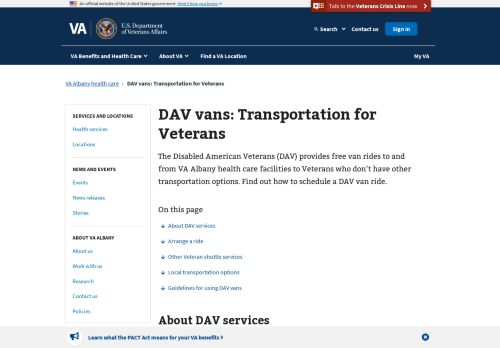 An official website of the United States government Here's how you know
Talk to the Veterans Crisis Line now
VA
U.S. Department
of Veterans Affairs
Search
Contact us
Sign in
VA Benefits and Health Care
About VA
Find a VA Location
My VA
VA Albany health care › DAV vans: Transportation for Veterans
SERVICES AND LOCATIONS
Health services
Locations
NEWS AND EVENTS
Events
News releases
Stories
ABOUT VA ALBANY
About us
Work with us
Research
Contact us
Policies
DAV vans: Transportation for
Veterans
The Disabled American Veterans (DAV) provides free van rides to and
from VA Albany health care facilities to Veterans who don't have other
transportation options. Find out how to schedule a DAV van ride.
On this page
About DAV services
Arrange a ride
Other Veteran shuttle services
Local transportation options
Guidelines for using DAV vans
About DAV services
Learn what the PACT Act means for your VA benefits